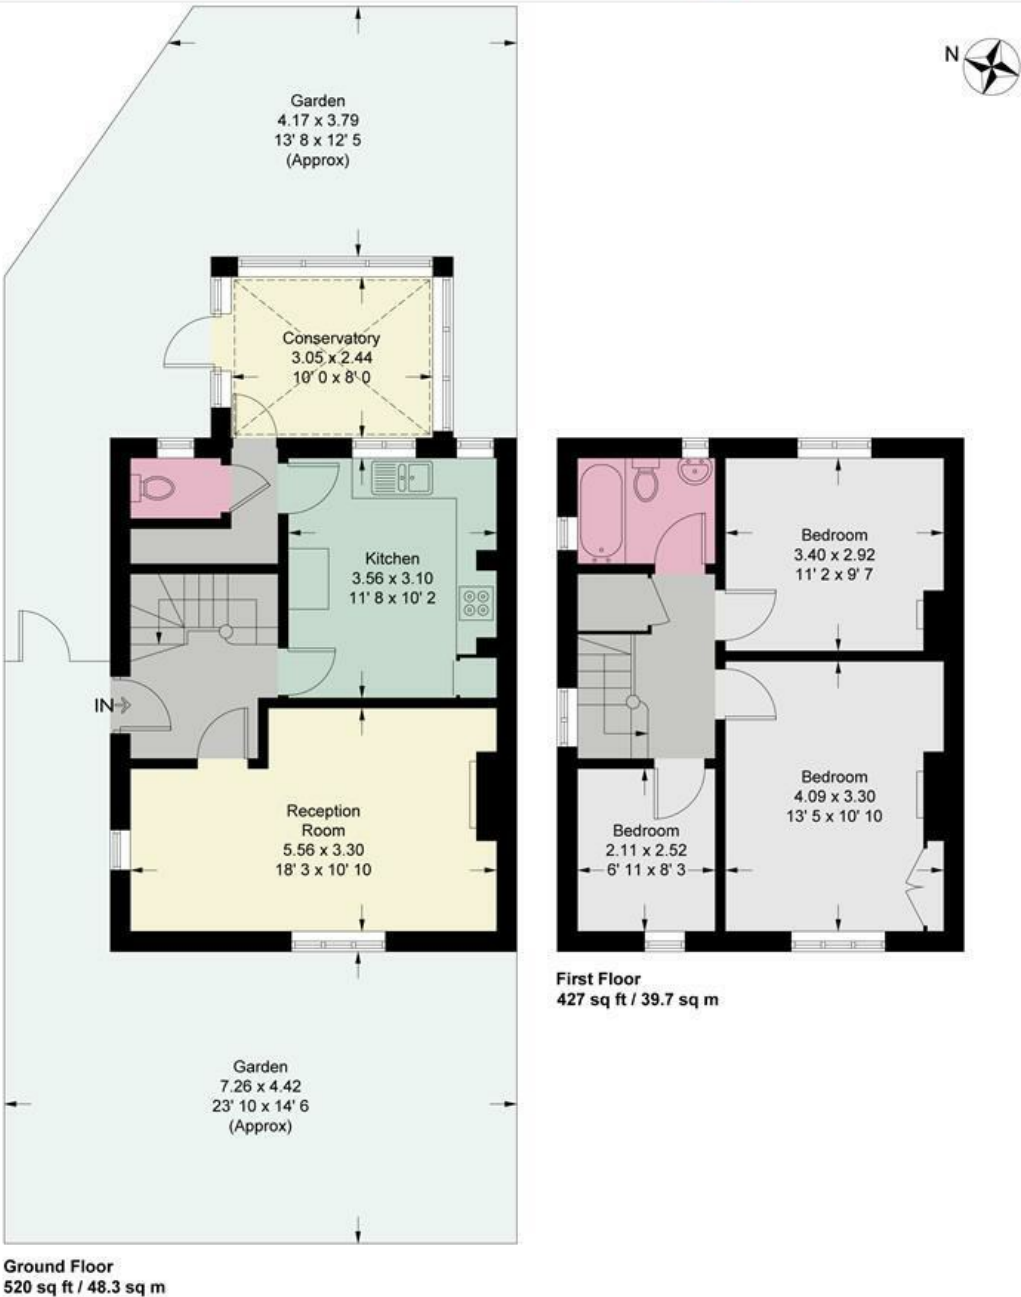 N
Garden
4.17 x 3.79
13' 8 x 12' 5
(Approx)
Conservatory
3.05 x 2.44
10' 0 x 8' 0
Kitchen
3.56 x 3.10
11' 8 x 10' 2
IN
Reception
Room
5.56 x 3.30
18' 3 x 10' 10
Garden
7.26 x 4.42
23' 10 x 14' 6
(Approx)
Ground Floor
520 sq ft / 48.3 sq m
Bedroom
3.40 x 2.92
11' 2 x 9' 7
Bedroom
4.09 x 3.30
13' 5 x 10' 10
Bedroom
2.11 x 2.52
6' 11 x 8' 3
First Floor
427 sq ft / 39.7 sq m